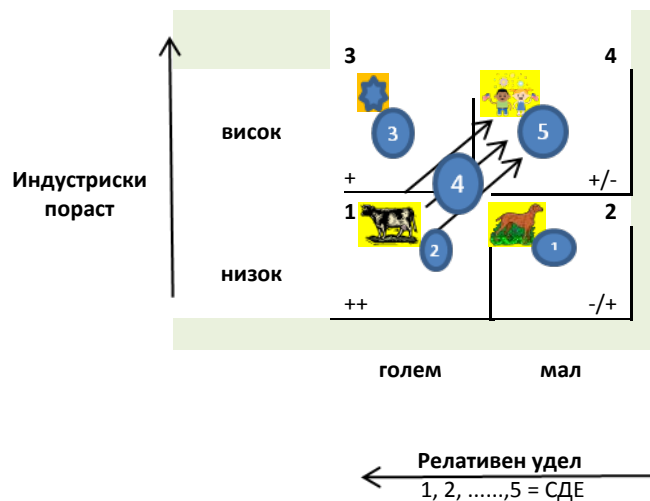 3 4
висок
3
5
Индустриски
пораст
+
4
+/-
1 2
2
1
низок
++
-/+
голем мал
Релативен удел
1, 2, ......,5 = СДЕ